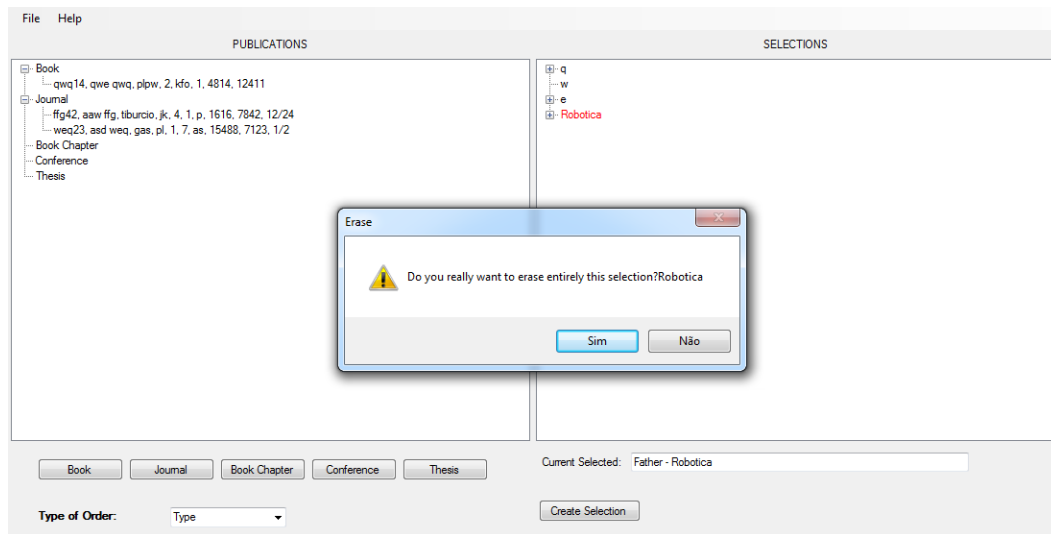 File Help
PUBLICATIONS
SELECTIONS
Book
qwq14, qwe qwq, plpw, 2, kfo, 1, 4814, 12411
Journal
ffg42, aaw ffg, tiburcio, jk, 4, 1, p, 1616, 7842, 12/24
weq23, asd weq, gas, pl, 1, 7, as, 15488, 7123, 1/2
Book Chapter
Conference
Thesis
q
w
e
Robotica
Erase
Do you really want to erase entirely this selection?Robotica
Sim Não
Book Journal Book Chapter Conference Thesis
Current Selected: Father - Robotica
Type of Order: Type
Create Selection